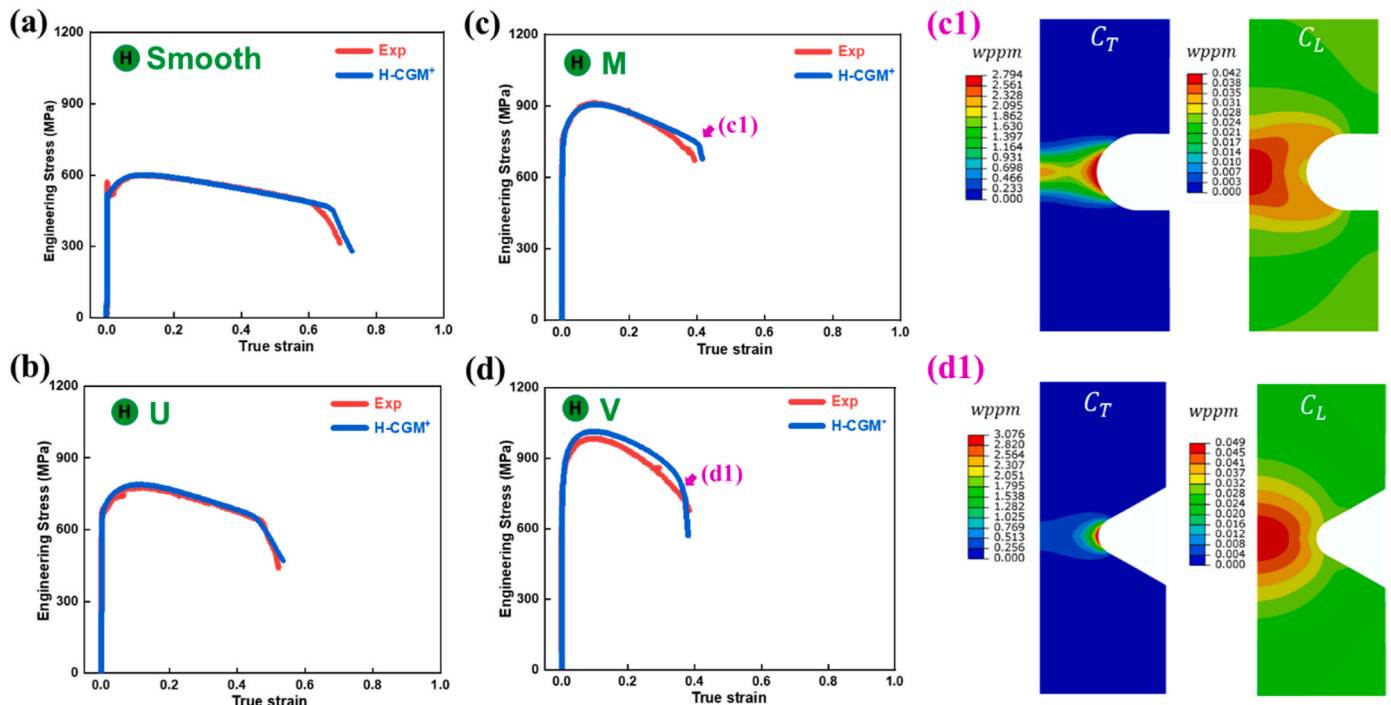 (a)
1200
900
600
300
0
Engineering Stress (MPa)
H Smooth
Exp
H-CGM+
0.0 0.2 0.4 0.6 0.8 1.0
True strain
(b)
1200
900
600
300
0
Engineering Stress (MPa)
H U
Exp
H-CGM+
0.0 0.2 0.4 0.6 0.8 1.0
True strain
(c)
1200
900
600
300
0
Engineering Stress (MPa)
H M
Exp
H-CGM+
(c1)
0.0 0.2 0.4 0.6 0.8 1.0
True strain
(d)
1200
900
600
300
0
Engineering Stress (MPa)
H V
Exp
H-CGM+
(d1)
0.0 0.2 0.4 0.6 0.8 1.0
True strain
(c1)
wppm
2.794
2.561
2.328
2.095
1.862
1.630
1.397
1.164
0.931
0.698
0.466
0.233
0.000
C_T
wppm
0.042
0.038
0.035
0.031
0.028
0.024
0.021
0.017
0.014
0.010
0.007
0.003
0.000
C_L
(d1)
wppm
3.076
2.820
2.564
2.307
2.051
1.795
1.538
1.282
1.025
0.769
0.513
0.256
0.000
C_T
wppm
0.049
0.045
0.041
0.037
0.032
0.028
0.024
0.020
0.016
0.012
0.008
0.004
0.000
C_L